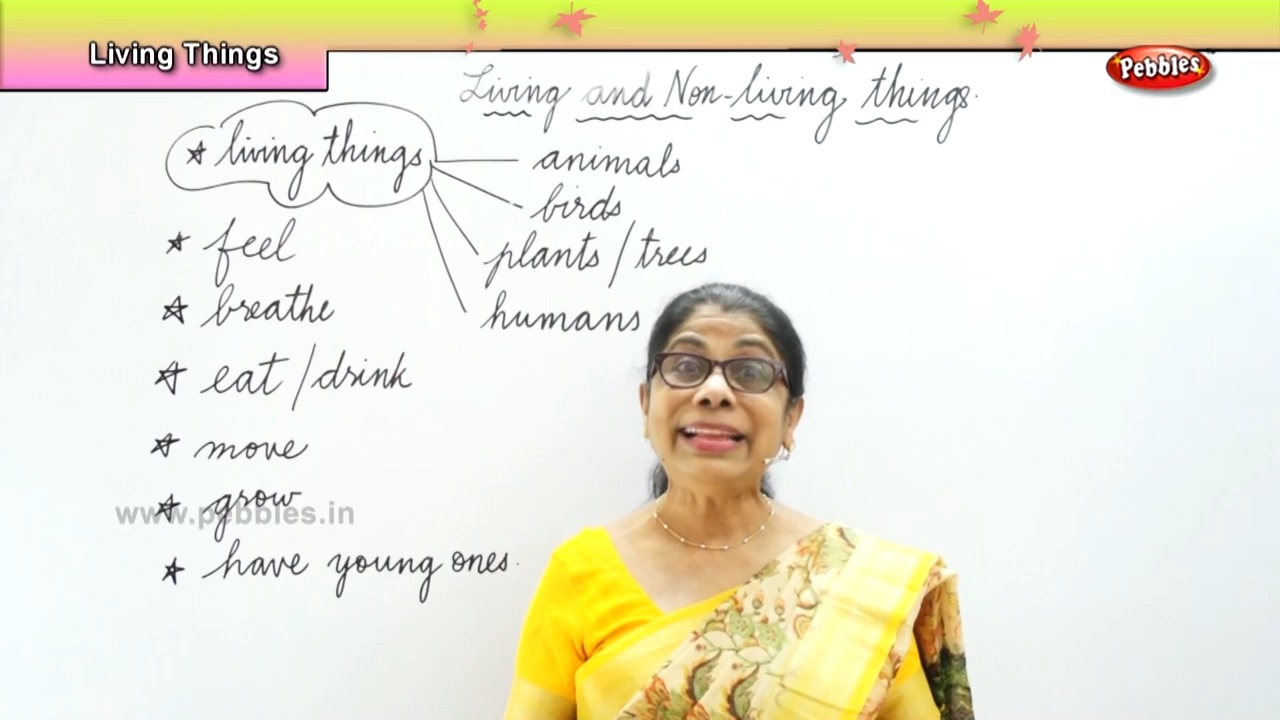 Living Things
Pebbles
Living and Non-living things.
living things
animals
birds
plants/trees
humans
feel
breathe
eat/drink
move
grow
www.pebbles.in
have young ones.